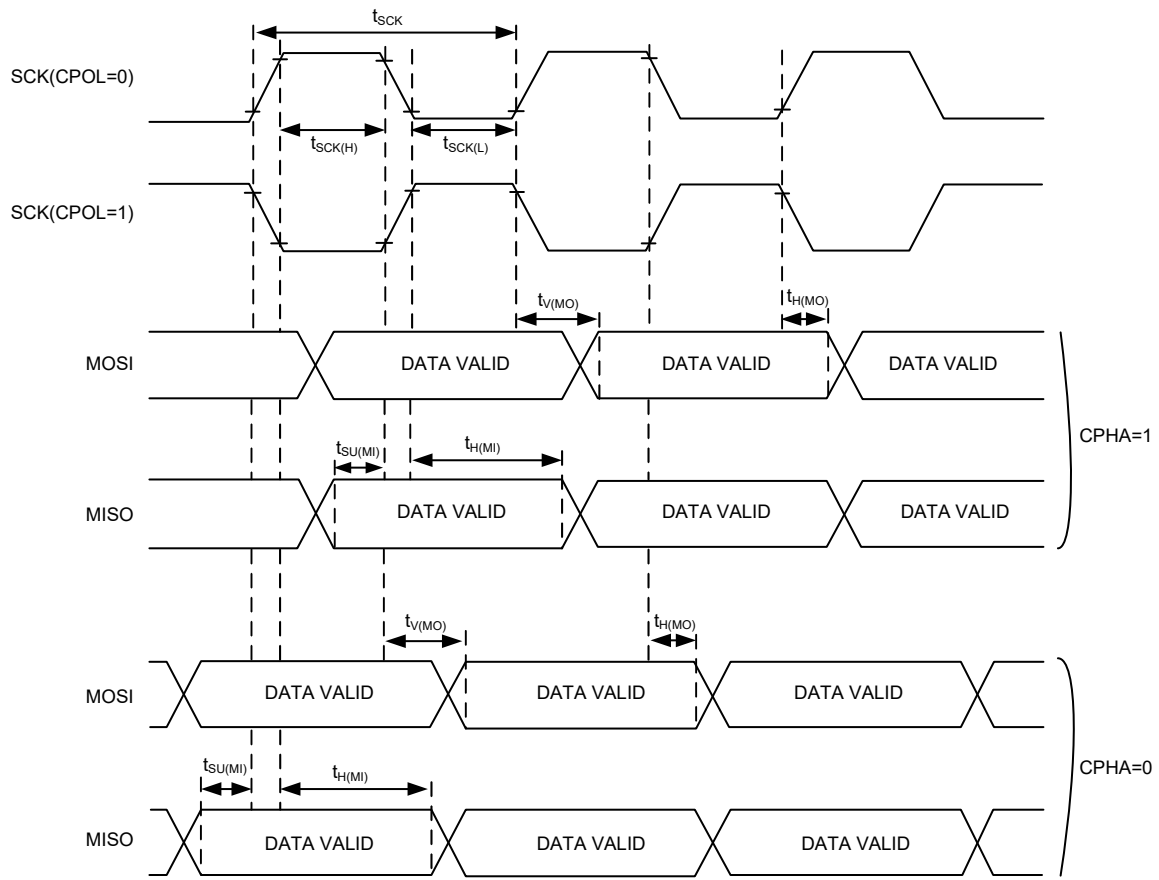 tSCK
SCK(CPOL=0)
tSCK(H)
tSCK(L)
SCK(CPOL=1)
tV(MO)
tH(MO)
MOSI
DATA VALID
DATA VALID
DATA VALID
CPHA=1
tSU(MI)
tH(MI)
MISO
DATA VALID
DATA VALID
DATA VALID
tV(MO)
tH(MO)
MOSI
DATA VALID
DATA VALID
DATA VALID
CPHA=0
tSU(MI)
tH(MI)
MISO
DATA VALID
DATA VALID
DATA VALID